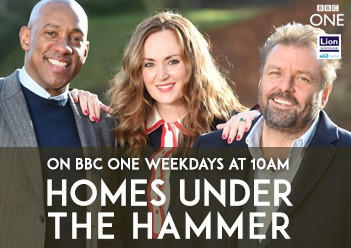 BBC
ONE
Lion
ON BBC ONE WEEKDAYS AT 10AM
HOMES UNDER
THE HAMMER